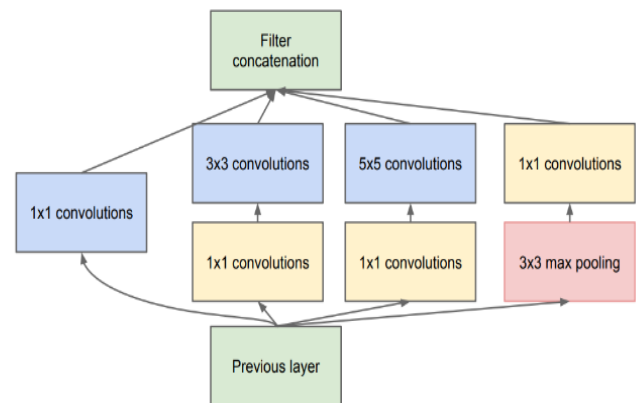 Filter
concatenation
3x3 convolutions
5x5 convolutions
1x1 convolutions
1x1 convolutions
1x1 convolutions
1x1 convolutions
3x3 max pooling
Previous layer